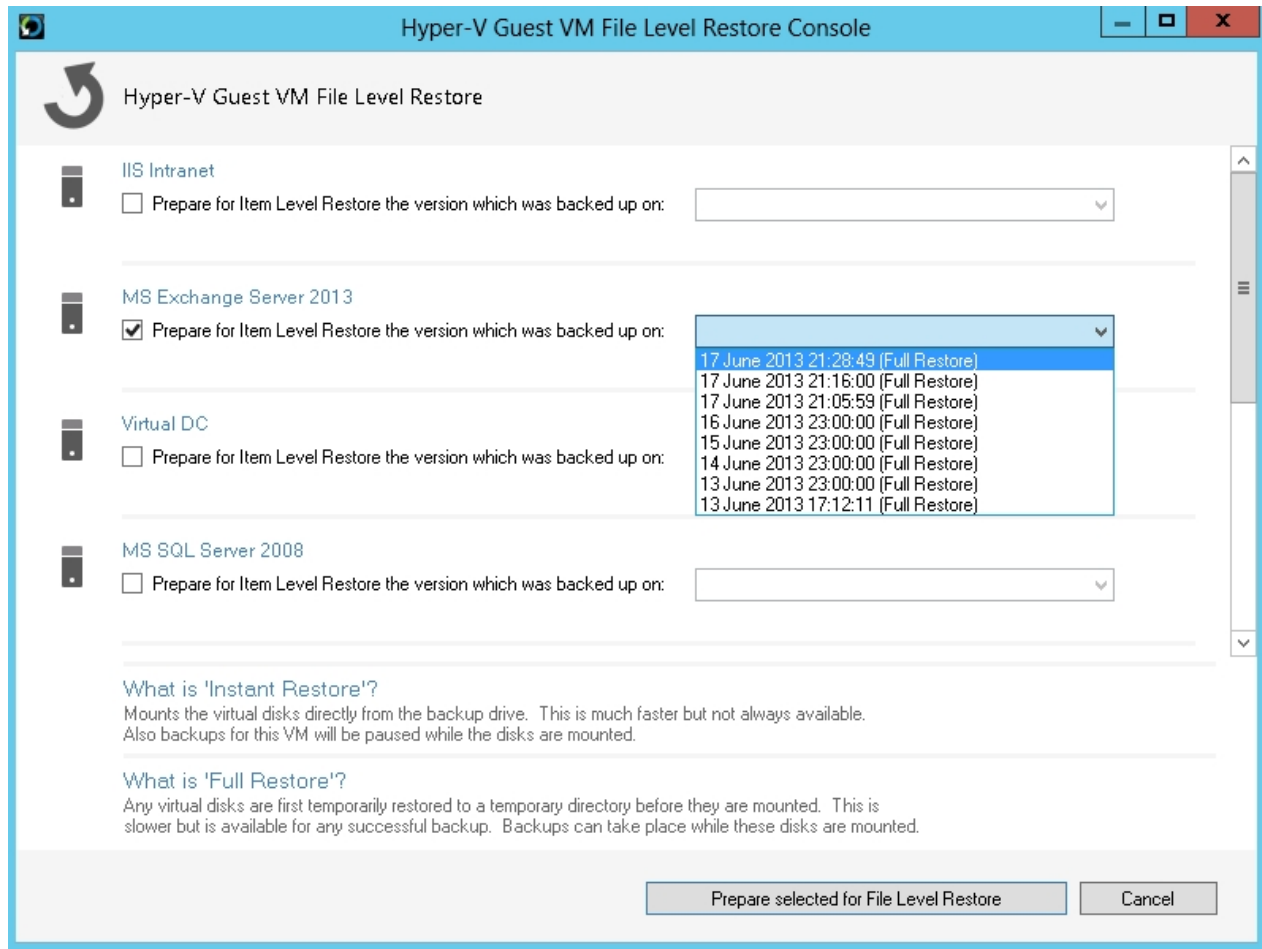 Hyper-V Guest VM File Level Restore Console
Hyper-V Guest VM File Level Restore
IIS Intranet
Prepare for Item Level Restore the version which was backed up on:
MS Exchange Server 2013
Prepare for Item Level Restore the version which was backed up on:
17 June 2013 21:28:49 (Full Restore)
17 June 2013 21:16:00 (Full Restore)
17 June 2013 21:05:59 (Full Restore)
16 June 2013 23:00:00 (Full Restore)
15 June 2013 23:00:00 (Full Restore)
14 June 2013 23:00:00 (Full Restore)
13 June 2013 23:00:00 (Full Restore)
13 June 2013 17:12:11 (Full Restore)
Virtual DC
Prepare for Item Level Restore the version which was backed up on:
MS SQL Server 2008
Prepare for Item Level Restore the version which was backed up on:
What is 'Instant Restore'?
Mounts the virtual disks directly from the backup drive.  This is much faster but not always available.
Also backups for this VM will be paused while the disks are mounted.
What is 'Full Restore'?
Any virtual disks are first temporarily restored to a temporary directory before they are mounted.  This is
slower but is available for any successful backup.  Backups can take place while these disks are mounted.
Prepare selected for File Level Restore
Cancel